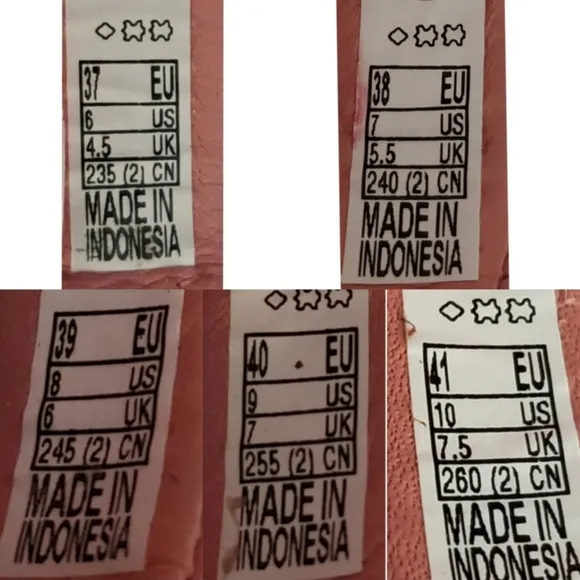 37 EU
6 US
4.5 UK
235 (2) CN
MADE IN
INDONESIA
38 EU
7 US
5.5 UK
240 (2) CN
MADE IN
INDONESIA
39 EU
8 US
6 UK
245 (2) CN
MADE IN
INDONESIA
40 EU
9 US
7 UK
255 (2) CN
MADE IN
INDONESIA
41 EU
10 US
7.5 UK
260 (2) CN
MADE IN
INDONESIA